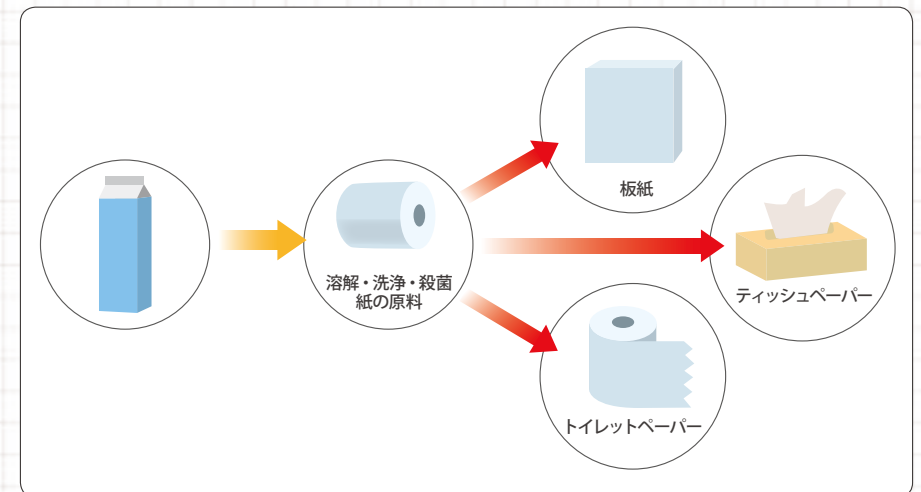 板紙
溶解・洗浄・殺菌
紙の原料
ティッシュペーパー
トイレットペーパー